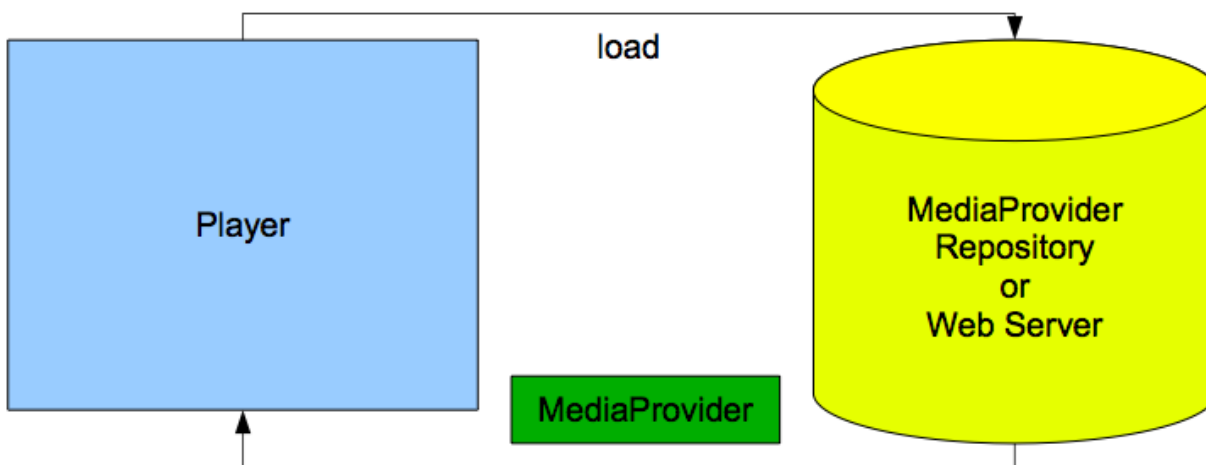 load
Player
MediaProvider
Repository
or
Web Server
MediaProvider